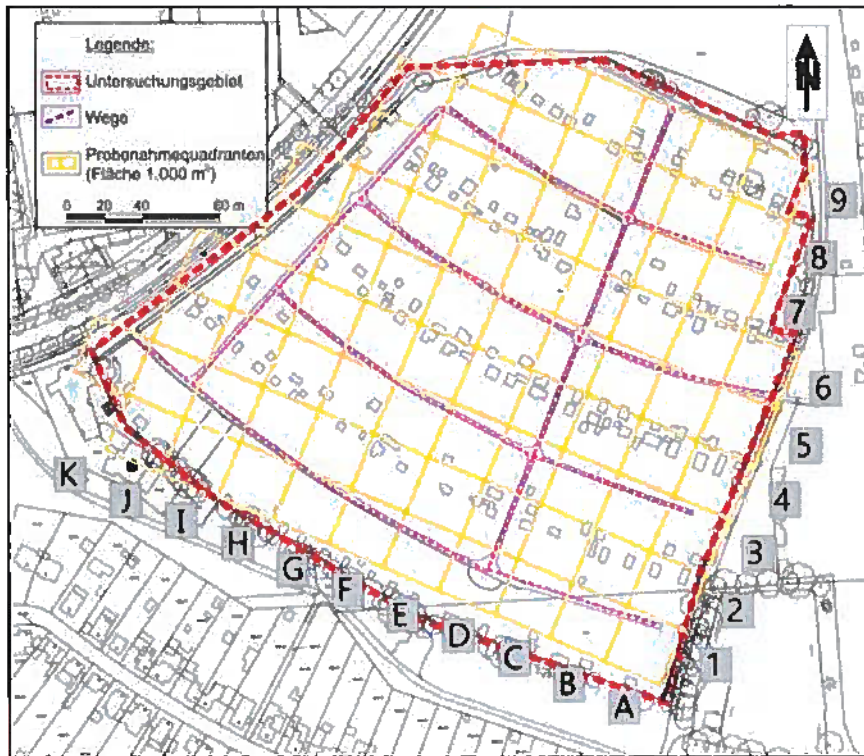 Legende:
Untersuchungsgebiet
Wege
Probenahmequadranten
(Fläche 1.000 m²)
0 20 40 80 m
N
9
8
7
6
5
4
3
2
1
K
J
I
H
G
F
E
D
C
B
A